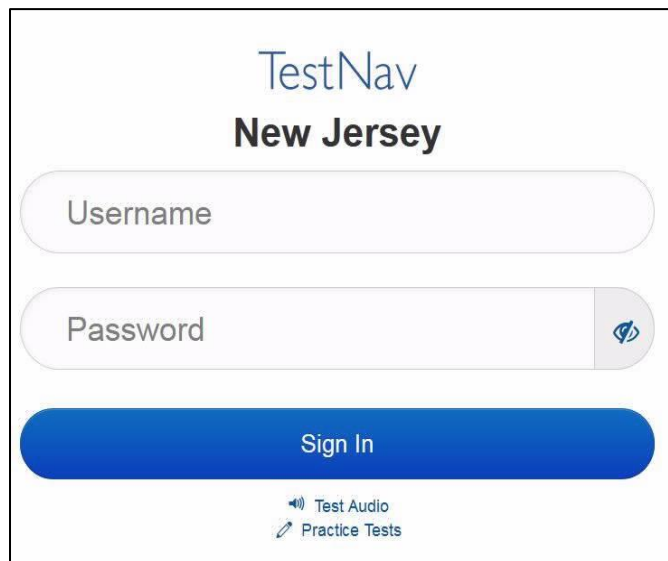 TestNav
New Jersey
Username
Password
Sign In
Test Audio
Practice Tests